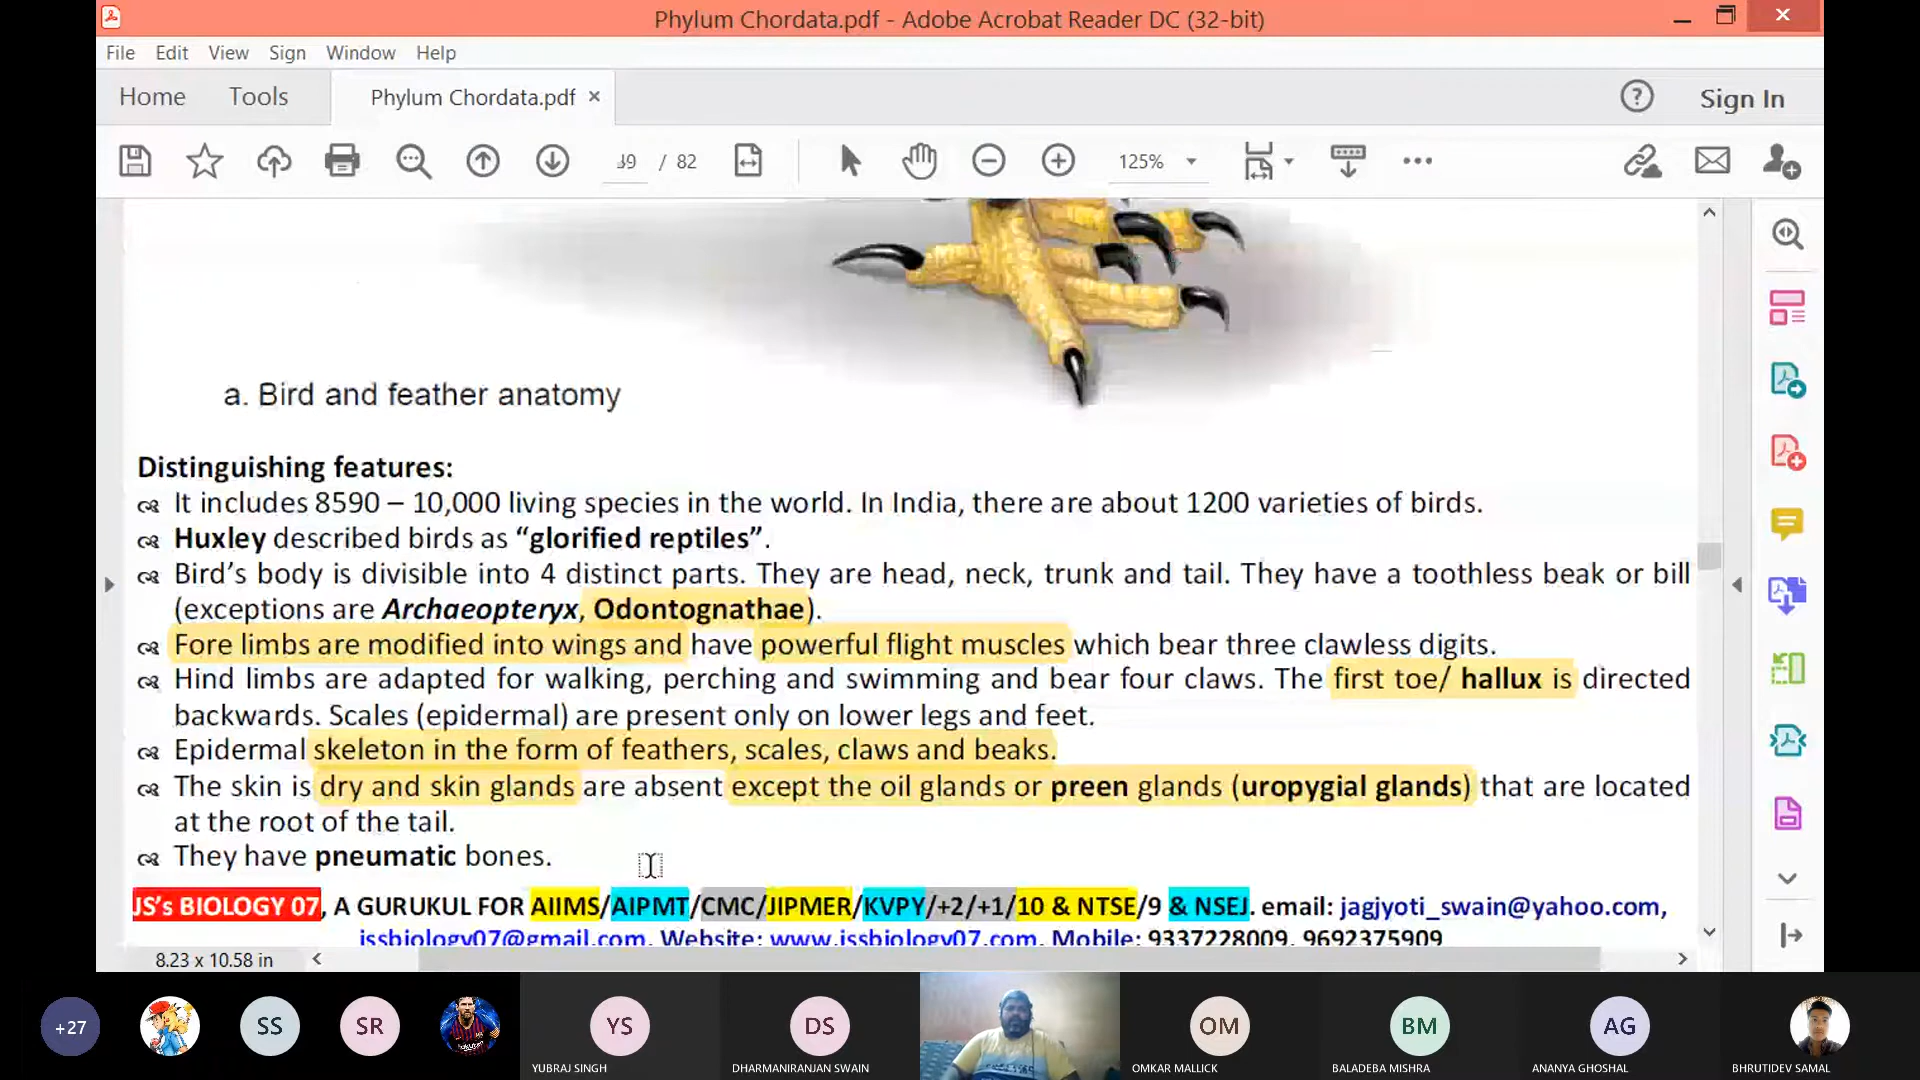 Phylum Chordata.pdf - Adobe Acrobat Reader DC (32-bit)
File Edit View Sign Window Help
Home Tools Phylum Chordata.pdf × ? Sign In
39 / 82 125%
a. Bird and feather anatomy
Distinguishing features:
It includes 8590 – 10,000 living species in the world. In India, there are about 1200 varieties of birds.
Huxley described birds as “glorified reptiles”.
Bird’s body is divisible into 4 distinct parts. They are head, neck, trunk and tail. They have a toothless beak or bill
(exceptions are Archaeopteryx, Odontognathae).
Fore limbs are modified into wings and have powerful flight muscles which bear three clawless digits.
Hind limbs are adapted for walking, perching and swimming and bear four claws. The first toe/ hallux is directed
backwards. Scales (epidermal) are present only on lower legs and feet.
Epidermal skeleton in the form of feathers, scales, claws and beaks.
The skin is dry and skin glands are absent except the oil glands or preen glands (uropygial glands) that are located
at the root of the tail.
They have pneumatic bones.
JS’s BIOLOGY 07, A GURUKUL FOR AIIMS/AIPMT/CMC/JIPMER/KVPY/+2/+1/10 & NTSE/9 & NSEJ. email: jagjyoti_swain@yahoo.com,
jssbiology07@gmail.com, Website: www.jssbiology07.com, Mobile: 9337228009, 9692375909
8.23 x 10.58 in
+27 SS SR YS DS OM BM AG
YUBRAJ SINGH DHARMANIRANJAN SWAIN OMKAR MALLICK BALADEBA MISHRA ANANYA GHOSHAL BHRUTIDEV SAMAL